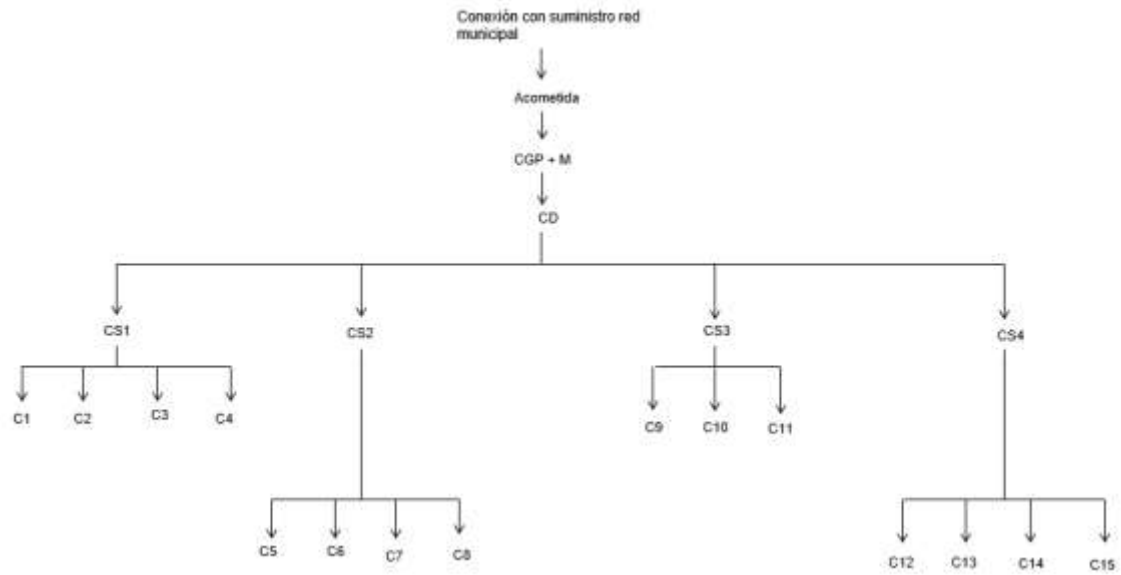 Conexión con suministro red
municipal
Acometida
CGP + M
CD
CS1
CS2
CS3
CS4
C1
C2
C3
C4
C9
C10
C11
C5
C6
C7
C8
C12
C13
C14
C15